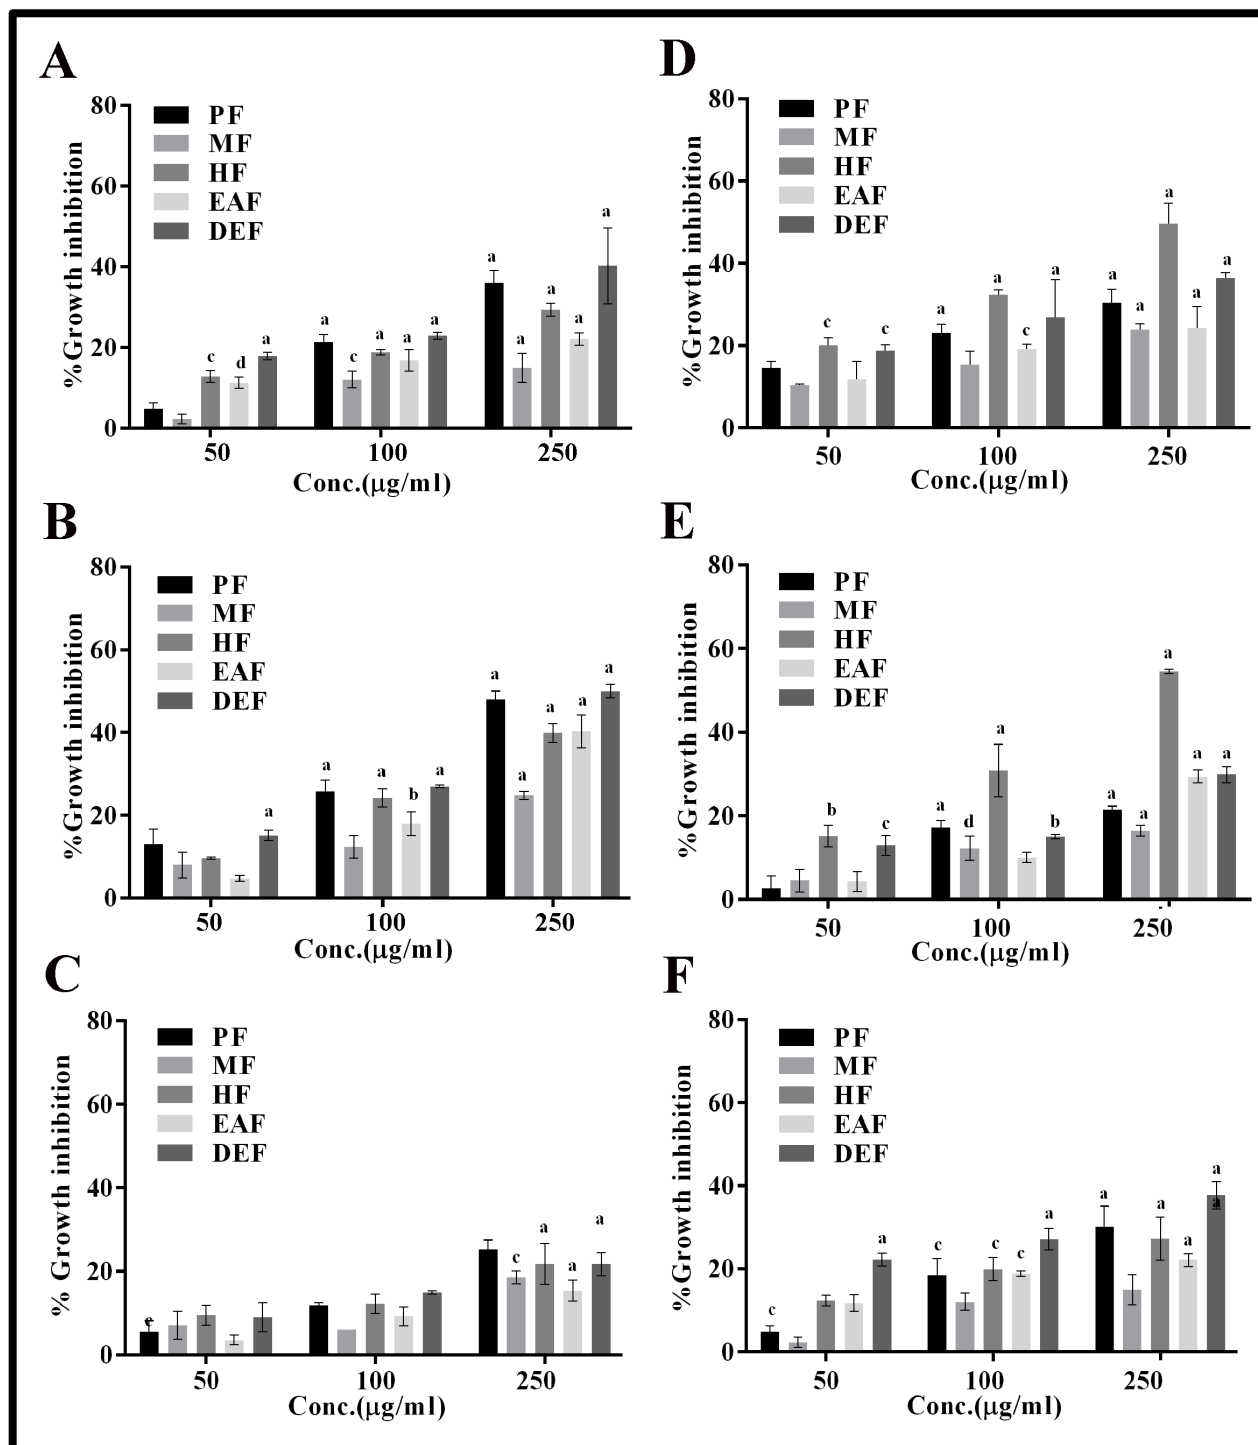 A
%Growth inhibition
80
60
40
20
0
PF
MF
HF
EAF
DEF
c d a
a c a a a
a a a a a
50 100 250
Conc.(μg/ml)
D
%Growth inhibition
80
60
40
20
0
PF
MF
HF
EAF
DEF
c c
a a c a
a a a a a
50 100 250
Conc.(μg/ml)
B
%Growth inhibition
80
60
40
20
0
PF
MF
HF
EAF
DEF
a
a a b a
a a a a a
50 100 250
Conc.(μg/ml)
E
%Growth inhibition
80
60
40
20
0
PF
MF
HF
EAF
DEF
b c
a d a b
a a a a a
50 100 250
Conc.(μg/ml)
C
% Growth inhibition
80
60
40
20
0
PF
MF
HF
EAF
DEF
c a a a
50 100 250
Conc.(μg/ml)
F
%Growth inhibition
80
60
40
20
0
PF
MF
HF
EAF
DEF
c a
c c c a
a a a a
a
50 100 250
Conc.(μg/ml)